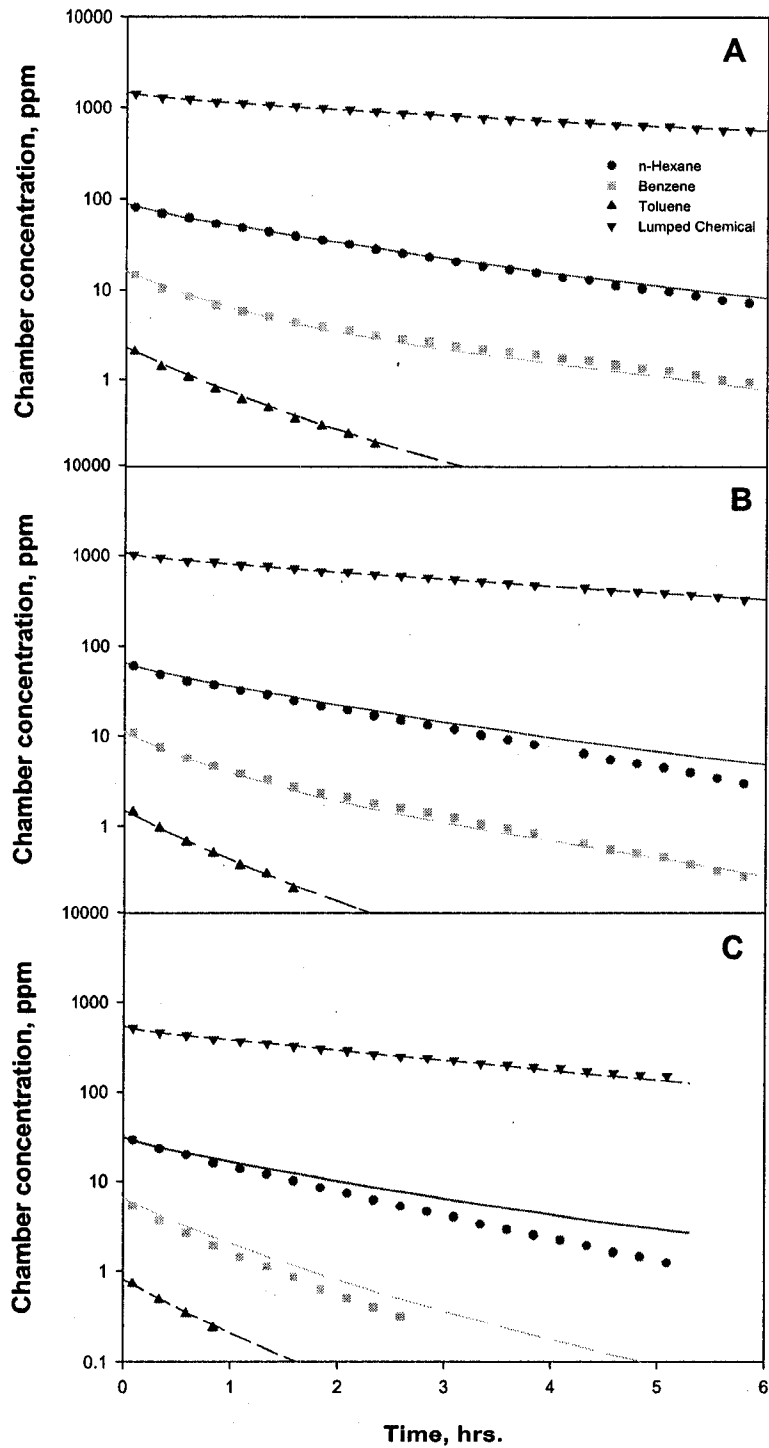 10000
A
1000
n-Hexane
Benzene
Toluene
Lumped Chemical
100
10
1
Chamber concentration, ppm
10000
B
1000
100
10
1
Chamber concentration, ppm
10000
C
1000
100
10
1
0.1
Chamber concentration, ppm
0 1 2 3 4 5 6
Time, hrs.